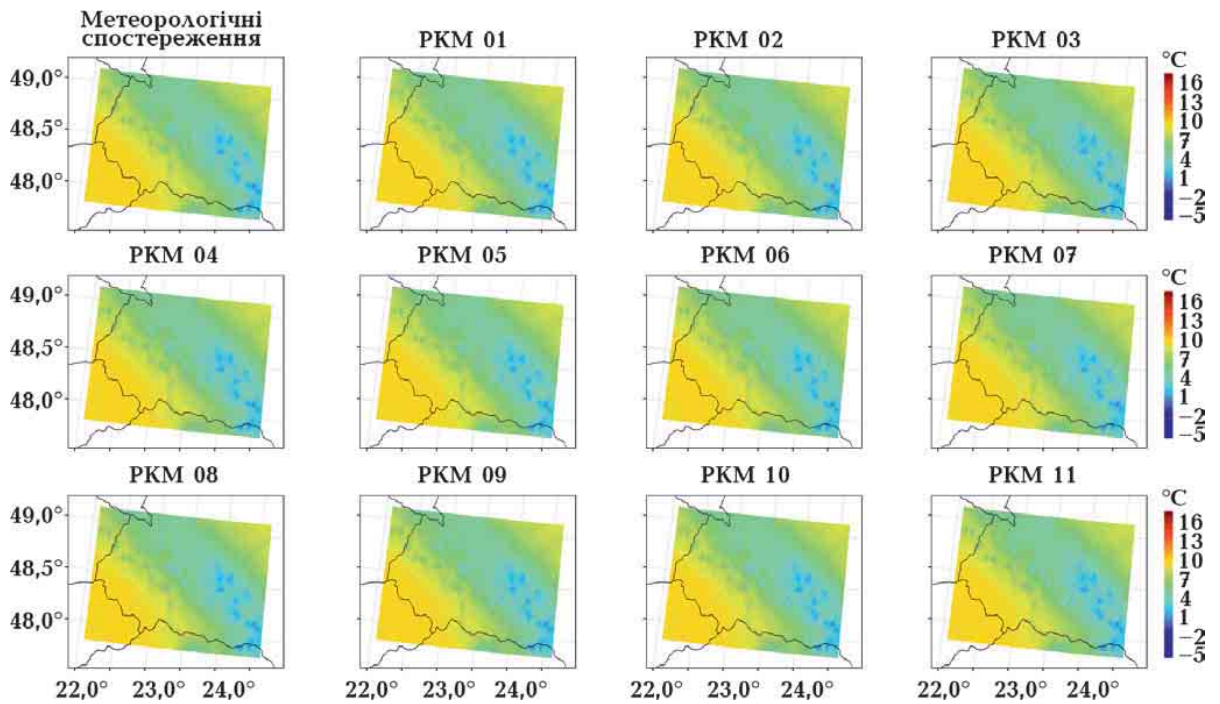 Метеорологічні
спостереження
РКМ 01
РКМ 02
РКМ 03
°C
49,0°
48,5°
48,0°
16
13
10
7
4
1
−2
−5
РКМ 04
РКМ 05
РКМ 06
РКМ 07
°C
49,0°
48,5°
48,0°
16
13
10
7
4
1
−2
−5
РКМ 08
РКМ 09
РКМ 10
РКМ 11
°C
49,0°
48,5°
48,0°
16
13
10
7
4
1
−2
−5
22,0° 23,0° 24,0°
22,0° 23,0° 24,0°
22,0° 23,0° 24,0°
22,0° 23,0° 24,0°